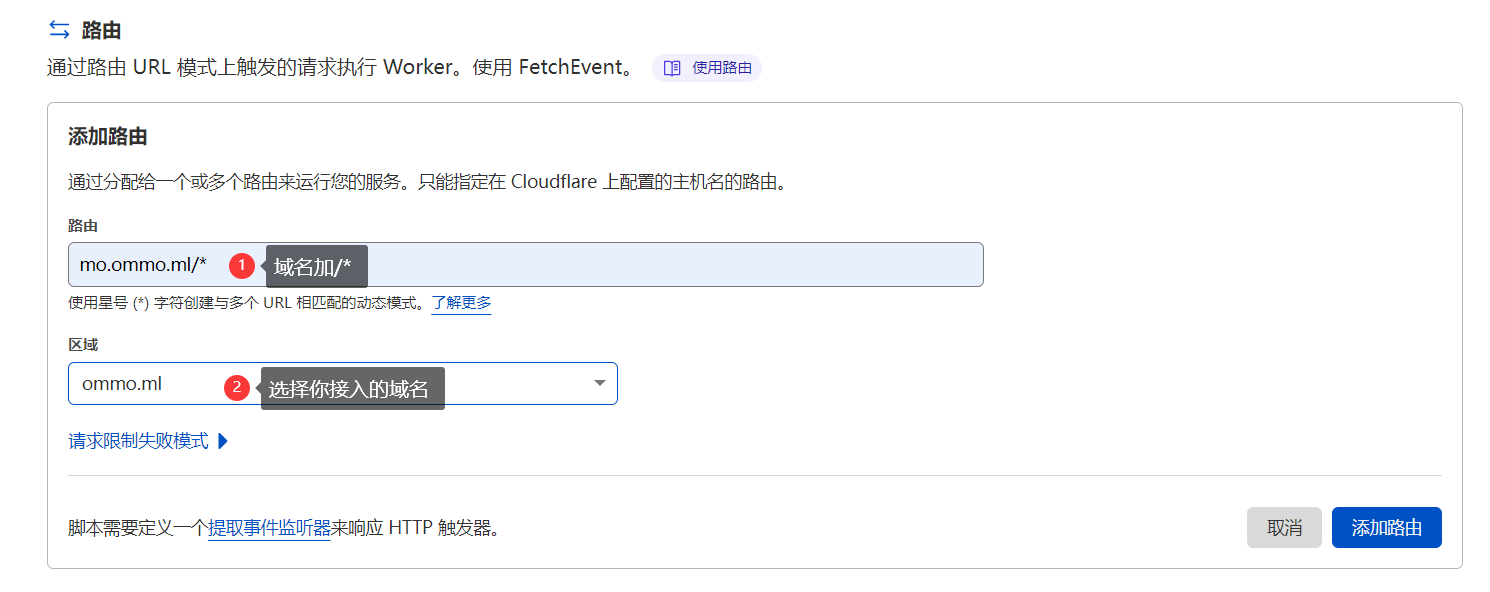 路由
通过路由 URL 模式上触发的请求执行 Worker。使用 FetchEvent。 使用路由
添加路由
通过分配给一个或多个路由来运行您的服务。只能指定在 Cloudflare 上配置的主机名的路由。
路由
mo.ommo.ml/* 1 域名加/*
使用星号 (*) 字符创建与多个 URL 相匹配的动态模式。了解更多
区域
ommo.ml 2 选择你接入的域名
请求限制失败模式
脚本需要定义一个提取事件监听器来响应 HTTP 触发器。 取消 添加路由